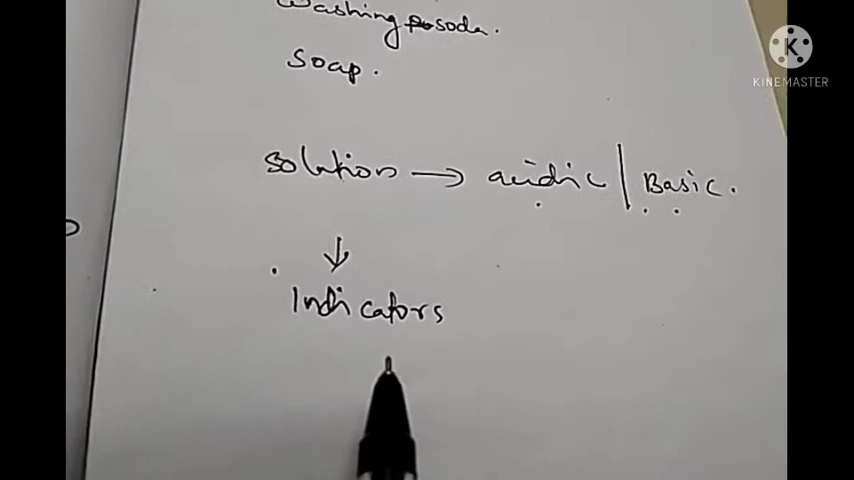 Washing soda.
Soap.
Solution → acidic | Basic.
↓
Indicators
KINEMASTER